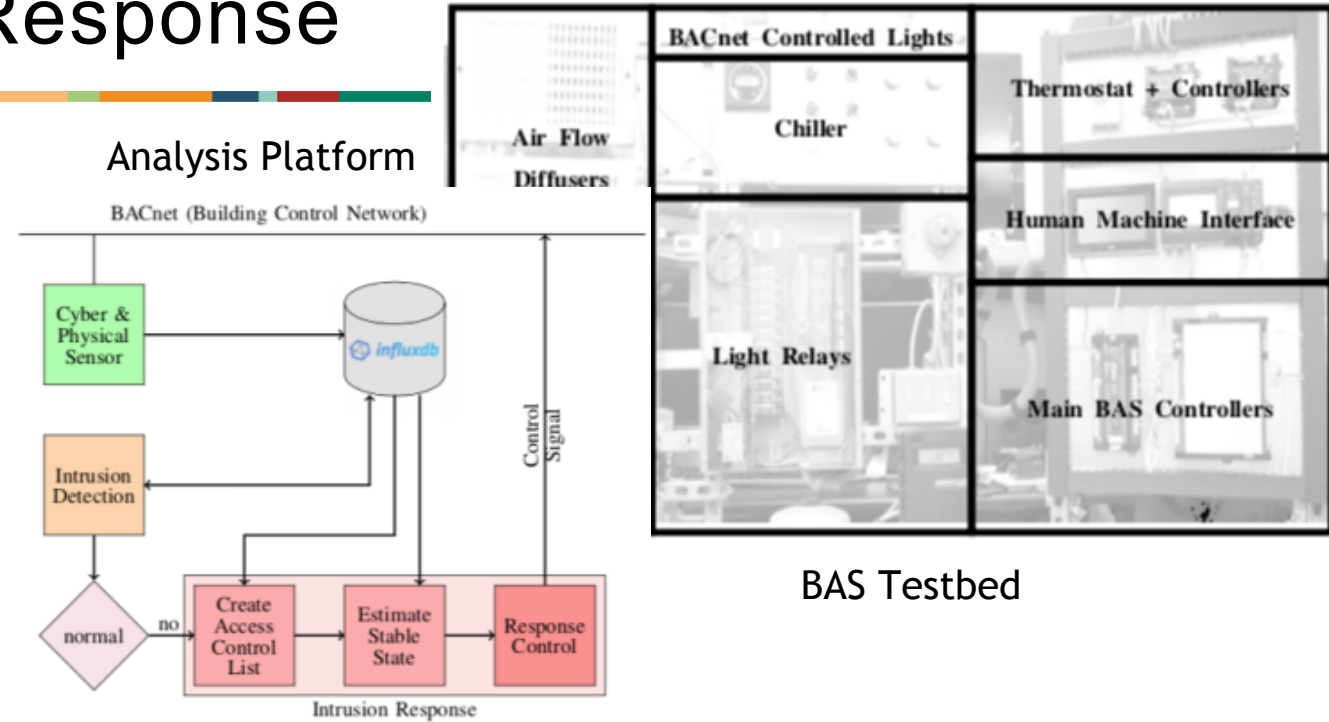 Response
Analysis Platform
BACnet (Building Control Network)
Cyber &
Physical
Sensor
influxdb
Intrusion
Detection
Control
Signal
normal
no
Create
Access
Control
List
Estimate
Stable
State
Response
Control
Intrusion Response
Air Flow
Diffusers
BACnet Controlled Lights
Chiller
Light Relays
Thermostat + Controllers
Human Machine Interface
Main BAS Controllers
BAS Testbed